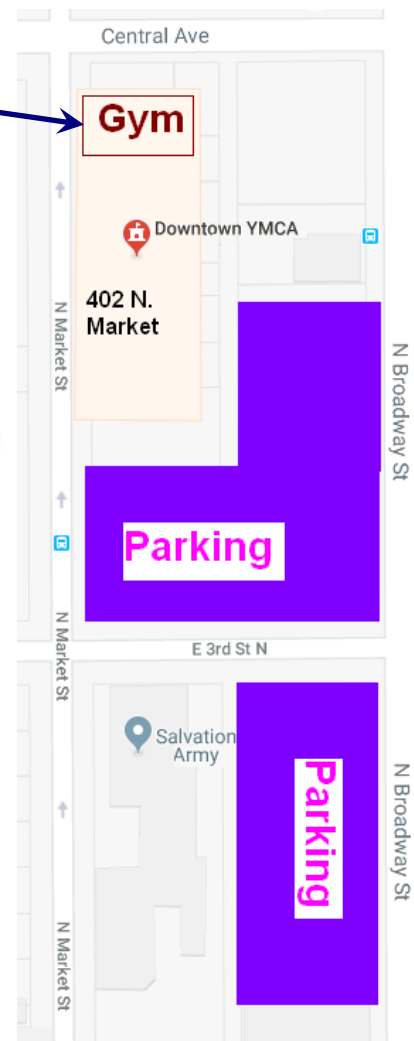 Central Ave
Gym
Downtown YMCA
402 N.
Market
N Market St
N Broadway St
Parking
N Market St
E 3rd St N
Salvation
Army
Parking
N Broadway St
N Market St